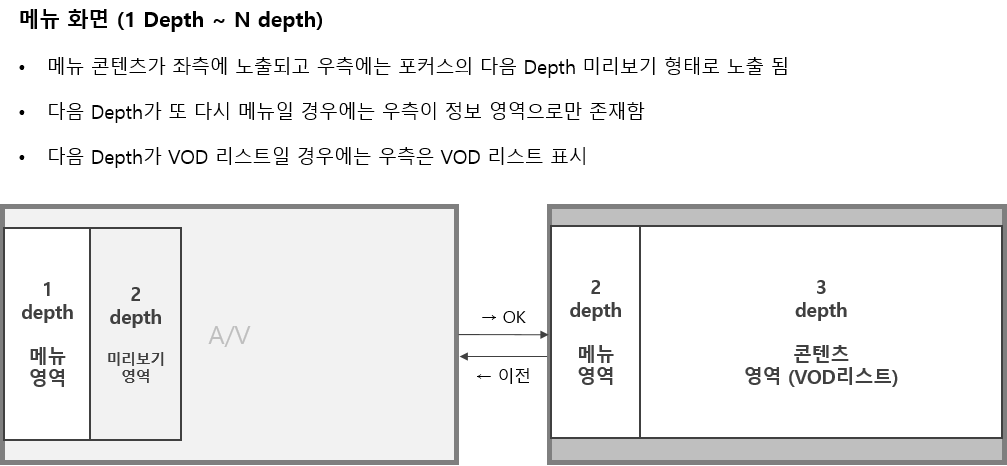 메뉴 화면 (1 Depth ~ N depth)
• 메뉴 콘텐츠가 좌측에 노출되고 우측에는 포커스의 다음 Depth 미리보기 형태로 노출 됨
• 다음 Depth가 또 다시 메뉴일 경우에는 우측이 정보 영역으로만 존재함
• 다음 Depth가 VOD 리스트일 경우에는 우측은 VOD 리스트 표시
1
depth
메뉴
영역
2
depth
미리보기
영역
A/V
→ OK
← 이전
2
depth
메뉴
영역
3
depth
콘텐츠
영역 (VOD리스트)